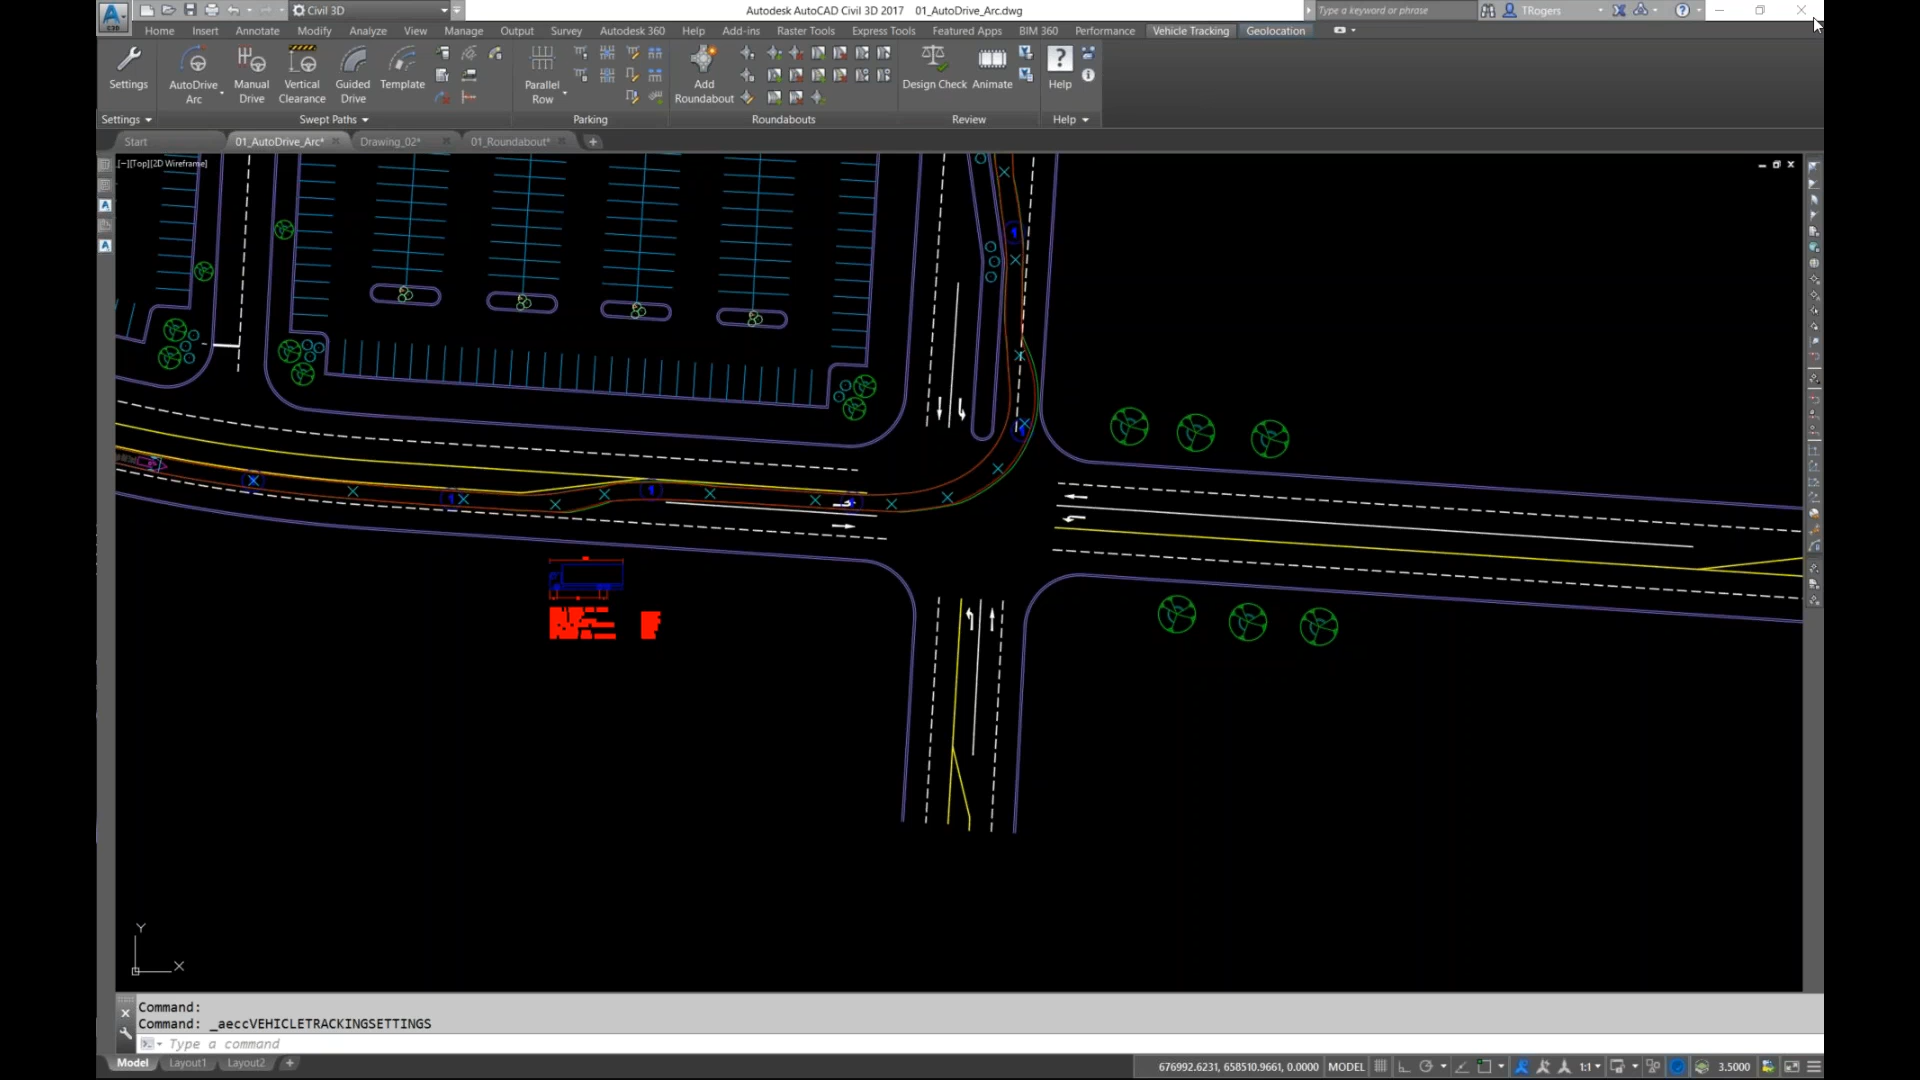 Civil 3D
Autodesk AutoCAD Civil 3D 2017 01_AutoDrive_Arc.dwg
Type a keyword or phrase
TRogers
Home Insert Annotate Modify Analyze View Manage Output Survey Autodesk 360 Help Add-ins Raster Tools Express Tools Featured Apps BIM 360 Performance Vehicle Tracking Geolocation
Settings
AutoDrive Arc
Manual Drive
Vertical Clearance
Guided Drive
Template
Parallel Row
Add Roundabout
Design Check
Animate
Help
Settings Swept Paths Parking Roundabouts Review Help
Start 01_AutoDrive_Arc* Drawing_02* 01_Roundabout*
[−][Top][2D Wireframe]
Y
X
Command:
Command: _aeccVEHICLETRACKINGSETTINGS
Type a command
Model Layout1 Layout2 +
676992.6231, 658510.9661, 0.0000 MODEL 1:1 3.5000